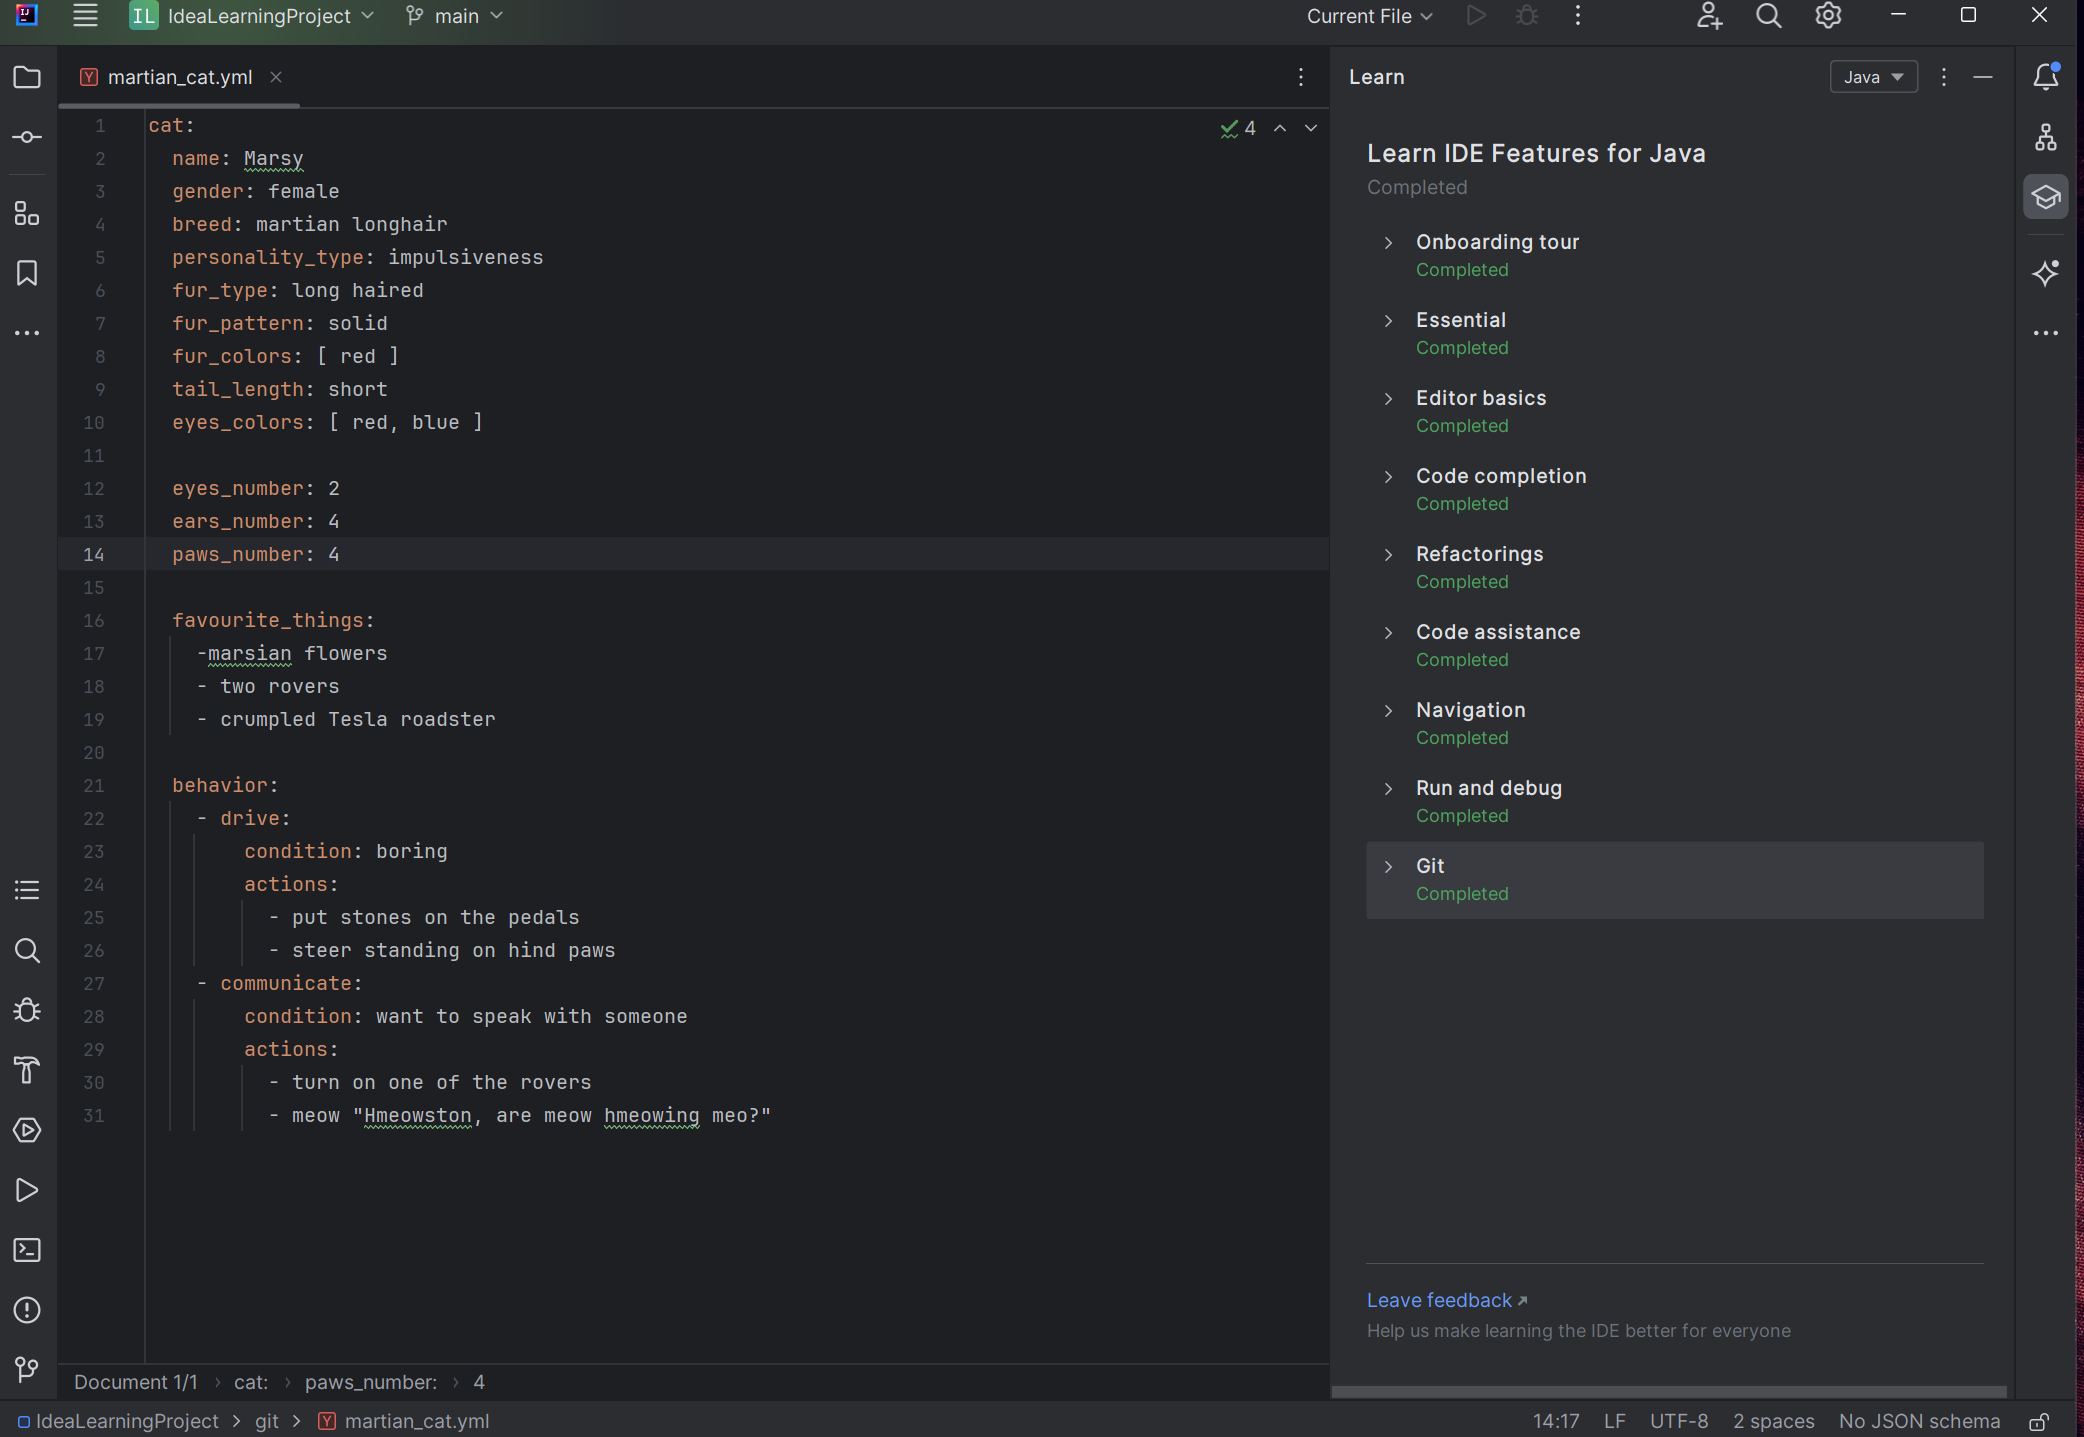 IJ
IL IdeaLearningProject main Current File
martian_cat.yml
1 cat:
2 name: Marsy
3 gender: female
4 breed: martian longhair
5 personality_type: impulsiveness
6 fur_type: long haired
7 fur_pattern: solid
8 fur_colors: [ red ]
9 tail_length: short
10 eyes_colors: [ red, blue ]
11
12 eyes_number: 2
13 ears_number: 4
14 paws_number: 4
15
16 favourite_things:
17 -marsian flowers
18 - two rovers
19 - crumpled Tesla roadster
20
21 behavior:
22 - drive:
23 condition: boring
24 actions:
25 - put stones on the pedals
26 - steer standing on hind paws
27 - communicate:
28 condition: want to speak with someone
29 actions:
30 - turn on one of the rovers
31 - meow "Hmeowston, are meow hmeowing meo?"
4
Document 1/1 › cat: › paws_number: › 4
Learn
Java
Learn IDE Features for Java
Completed
Onboarding tour
Completed
Essential
Completed
Editor basics
Completed
Code completion
Completed
Refactorings
Completed
Code assistance
Completed
Navigation
Completed
Run and debug
Completed
Git
Completed
Leave feedback
Help us make learning the IDE better for everyone
IdeaLearningProject > git > martian_cat.yml
14:17 LF UTF-8 2 spaces No JSON schema